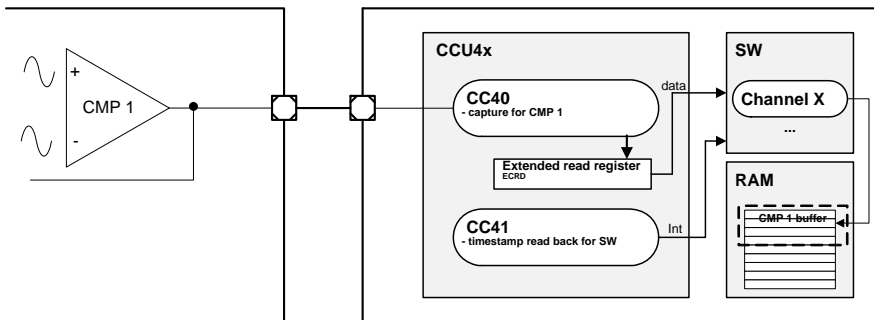 +
CMP 1
-
CCU4x
CC40
- capture for CMP 1
Extended read register
ECRD
CC41
- timestamp read back for SW
data
Int
SW
Channel X
...
RAM
CMP 1 buffer